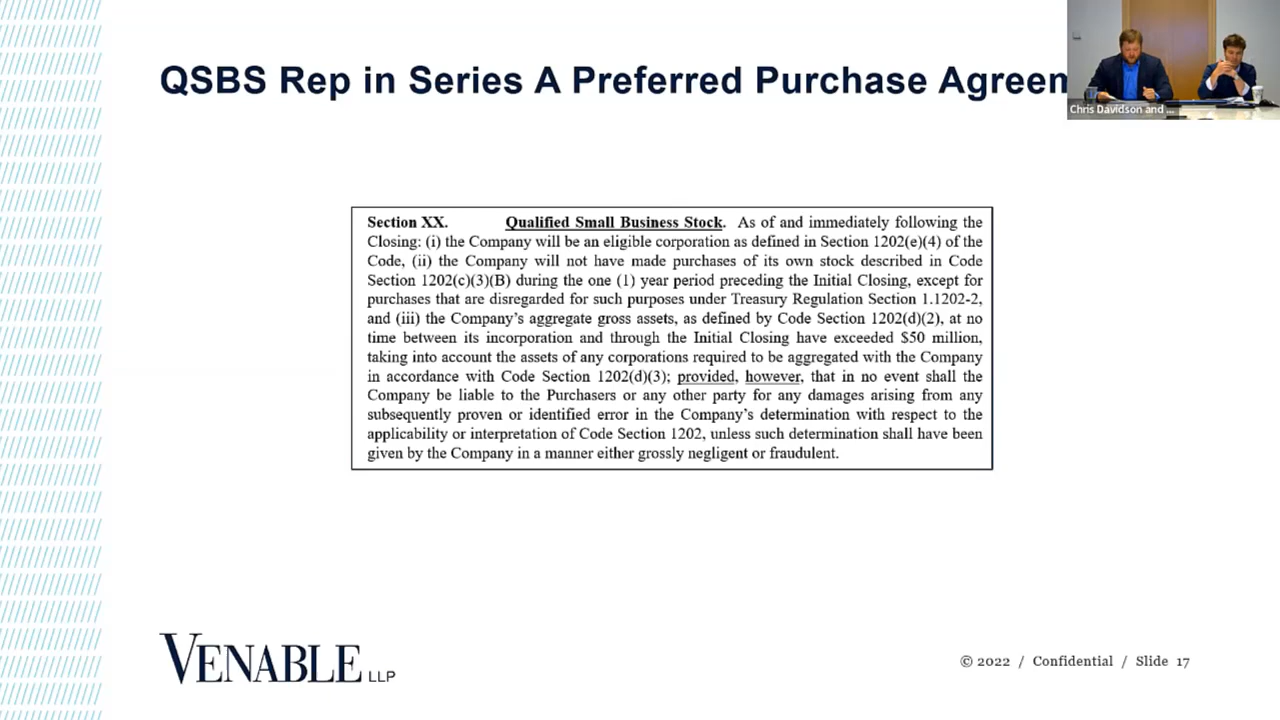 QSBS Rep in Series A Preferred Purchase Agreem
Chris Davidson and ...
Section XX. Qualified Small Business Stock. As of and immediately following the
Closing: (i) the Company will be an eligible corporation as defined in Section 1202(e)(4) of the
Code, (ii) the Company will not have made purchases of its own stock described in Code
Section 1202(c)(3)(B) during the one (1) year period preceding the Initial Closing, except for
purchases that are disregarded for such purposes under Treasury Regulation Section 1.1202-2,
and (iii) the Company's aggregate gross assets, as defined by Code Section 1202(d)(2), at no
time between its incorporation and through the Initial Closing have exceeded $50 million,
taking into account the assets of any corporations required to be aggregated with the Company
in accordance with Code Section 1202(d)(3); provided, however, that in no event shall the
Company be liable to the Purchasers or any other party for any damages arising from any
subsequently proven or identified error in the Company's determination with respect to the
applicability or interpretation of Code Section 1202, unless such determination shall have been
given by the Company in a manner either grossly negligent or fraudulent.
VENABLE LLP
© 2022 / Confidential / Slide 17